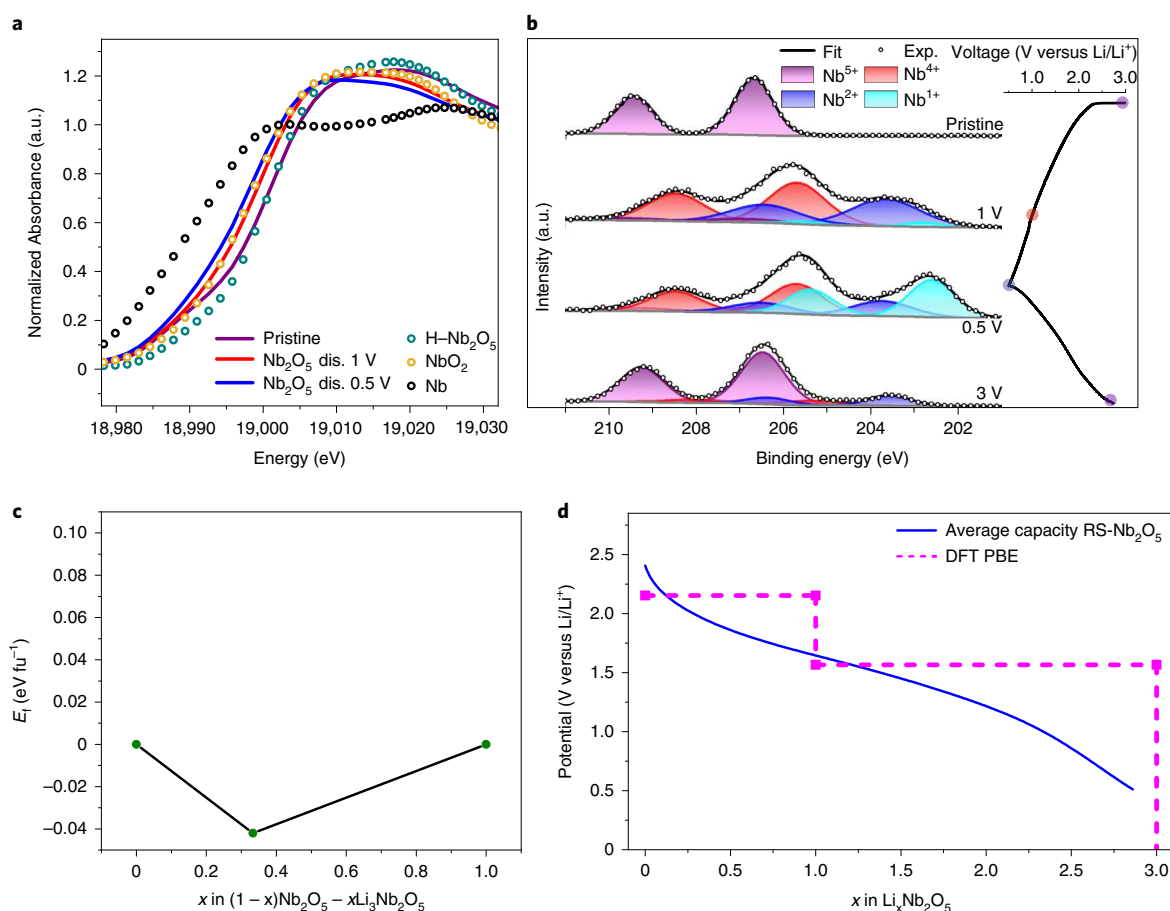 a
Normalized Absorbance (a.u.)
1.2
1.0
0.8
0.6
0.4
0.2
0
18,980
18,990
19,000
19,010
19,020
19,030
Energy (eV)
Pristine
Nb₂O₅ dis. 1 V
Nb₂O₅ dis. 0.5 V
H–Nb₂O₅
NbO₂
Nb
b
Fit
Exp.
Nb⁵⁺
Nb⁴⁺
Nb²⁺
Nb¹⁺
Voltage (V versus Li/Li⁺)
1.0
2.0
3.0
Pristine
1 V
0.5 V
3 V
Intensity (a.u.)
210
208
206
204
202
Binding energy (eV)
c
E_f (eV fu⁻¹)
0.10
0.08
0.06
0.04
0.02
0
−0.02
−0.04
0
0.2
0.4
0.6
0.8
1.0
x in (1 − x)Nb₂O₅ − xLi₃Nb₂O₅
d
Average capacity RS-Nb₂O₅
DFT PBE
Potential (V versus Li/Li⁺)
2.5
2.0
1.5
1.0
0.5
0
0
0.5
1.0
1.5
2.0
2.5
3.0
x in LiₓNb₂O₅